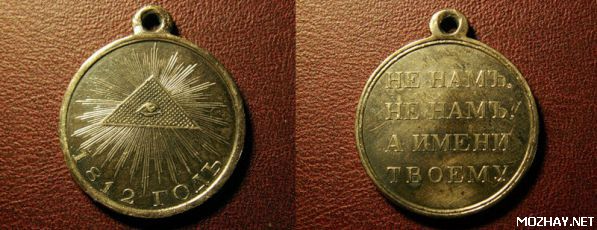 1812 ГОДЪ
НЕ НАМЪ,
НЕ НАМЪ,
А ИМЕНИ
ТВОЕМУ
MOZHAY.NET